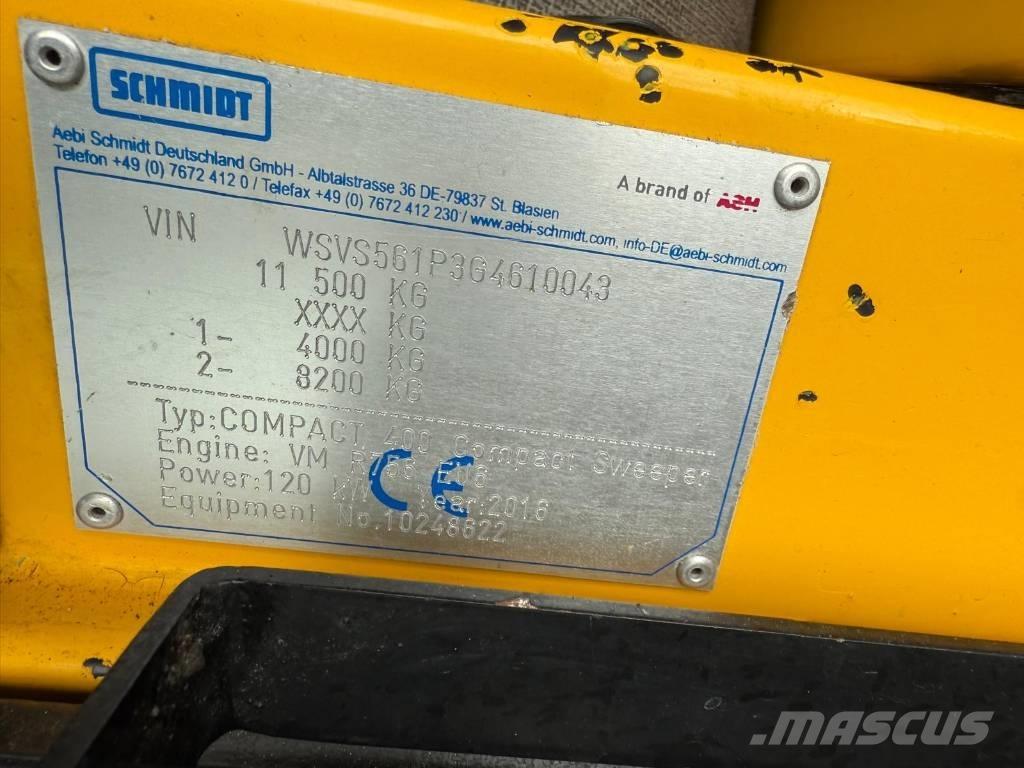 SCHMIDT
Aebi Schmidt Deutschland GmbH - Albtalstrasse 36 DE-79837 St. Blasien
Telefon +49 (0) 7672 412 0 / Telefax +49 (0) 7672 412 230 / www.aebi-schmidt.com, info-DE@aebi-schmidt.com
A brand of ASH
VIN WSVS561P3G4610043
11 500 KG
XXXX KG
1- 4000 KG
2- 8200 KG
Typ:COMPACT 400 Compact Sweeper
Engine: VM
Power:120 kW Year:2016
Equipment No.10248622
CE
MASCUS